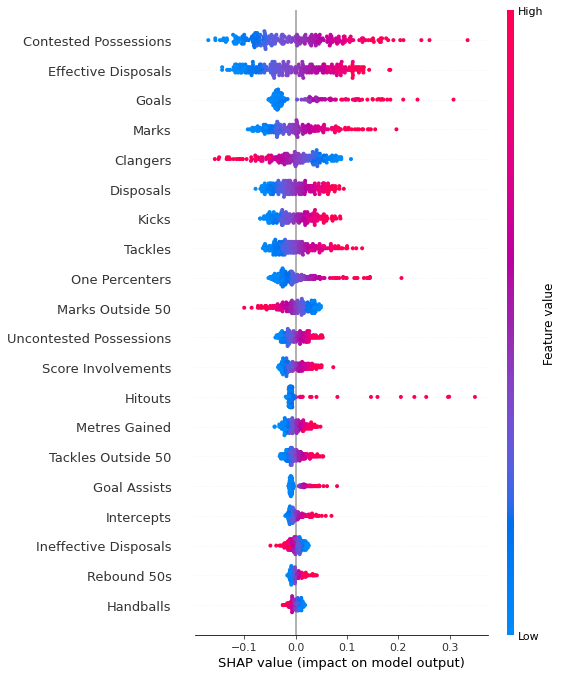 High
Contested Possessions
Effective Disposals
Goals
Marks
Clangers
Disposals
Kicks
Tackles
One Percenters
Marks Outside 50
Uncontested Possessions
Score Involvements
Hitouts
Metres Gained
Tackles Outside 50
Goal Assists
Intercepts
Ineffective Disposals
Rebound 50s
Handballs
Feature value
Low
−0.1 0.0 0.1 0.2 0.3
SHAP value (impact on model output)